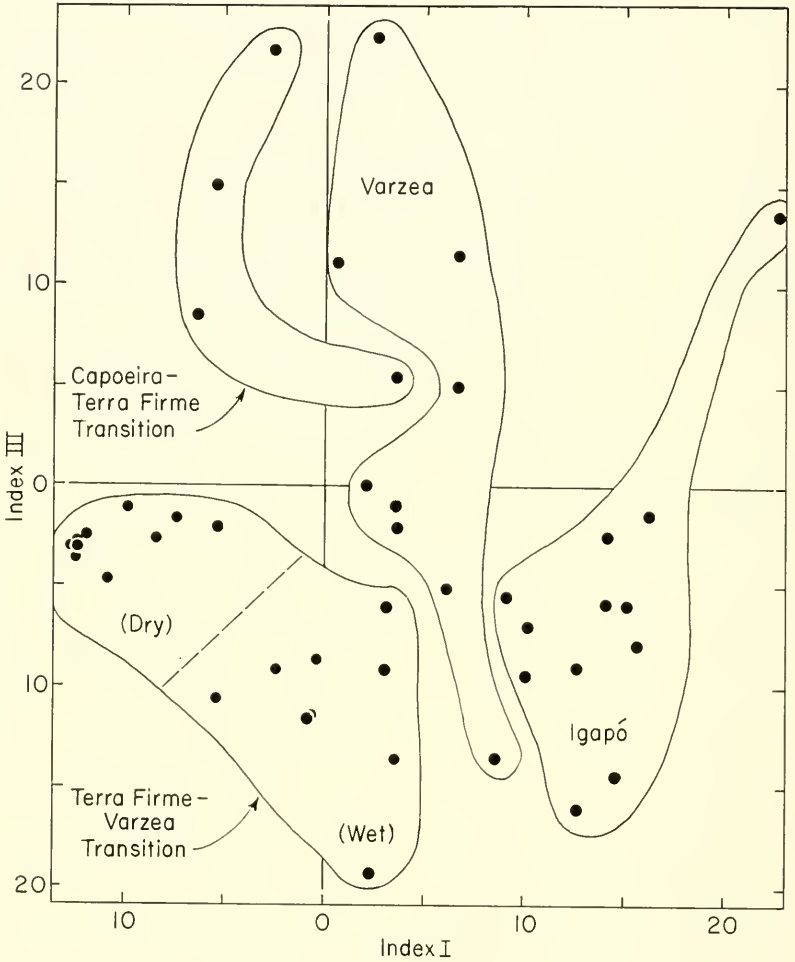 20
Varzea
10
Capoeira–
Terra Firme
Transition
Index III
0
(Dry)
10
Igapó
Terra Firme–
Varzea
Transition
(Wet)
20
10
0
10
20
Index I